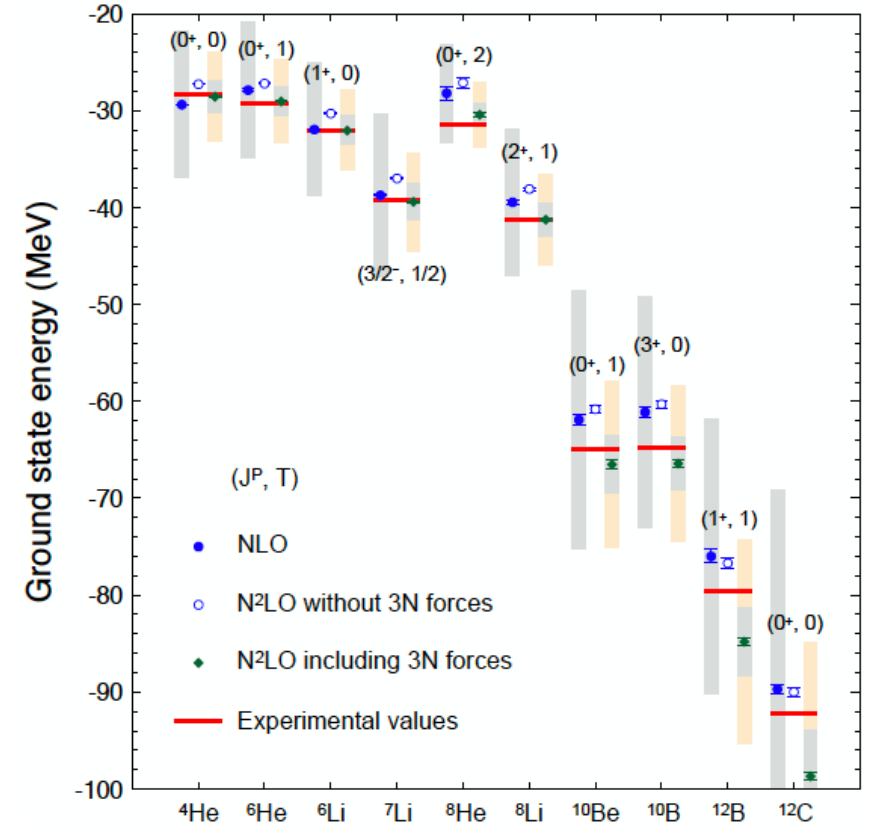 Ground state energy (MeV)
-20
-30
-40
-50
-60
-70
-80
-90
-100
(0⁺, 0)
(0⁺, 1)
(1⁺, 0)
(3/2⁻, 1/2)
(0⁺, 2)
(2⁺, 1)
(0⁺, 1)
(3⁺, 0)
(1⁺, 1)
(0⁺, 0)
(Jᴾ, T)
NLO
N²LO without 3N forces
N²LO including 3N forces
Experimental values
⁴He ⁶He ⁶Li ⁷Li ⁸He ⁸Li ¹⁰Be ¹⁰B ¹²B ¹²C